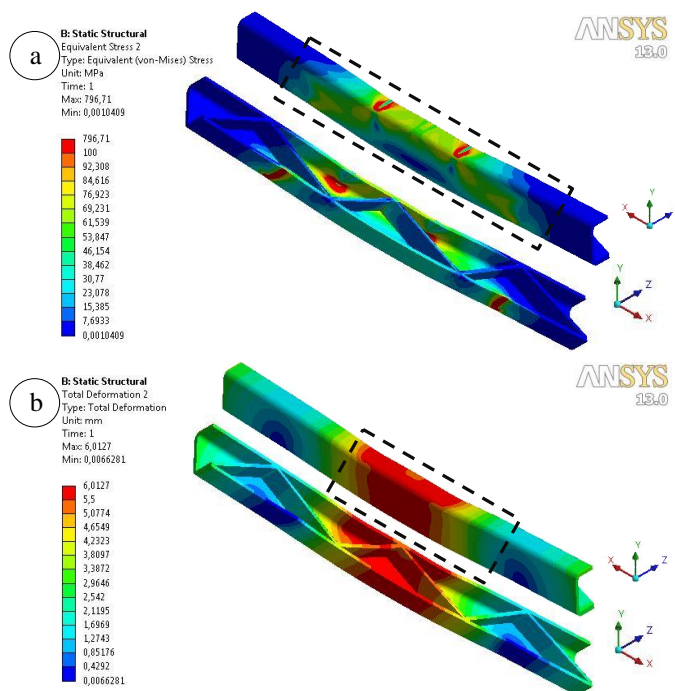 a
B: Static Structural
Equivalent Stress 2
Type: Equivalent (von-Mises) Stress
Unit: MPa
Time: 1
Max: 796,71
Min: 0,0010409
796,71
100
92,308
84,616
76,923
69,231
61,539
53,847
46,154
38,462
30,77
23,078
15,385
7,6933
0,0010409
ANSYS
13.0
Y
X
Y
Z
X
b
B: Static Structural
Total Deformation 2
Type: Total Deformation
Unit: mm
Time: 1
Max: 6,0127
Min: 0,0066281
6,0127
5,5
5,0774
4,6549
4,2323
3,8097
3,3872
2,9646
2,542
2,1195
1,6969
1,2743
0,85176
0,4292
0,0066281
ANSYS
13.0
Y
X
Z
Y
Z
X